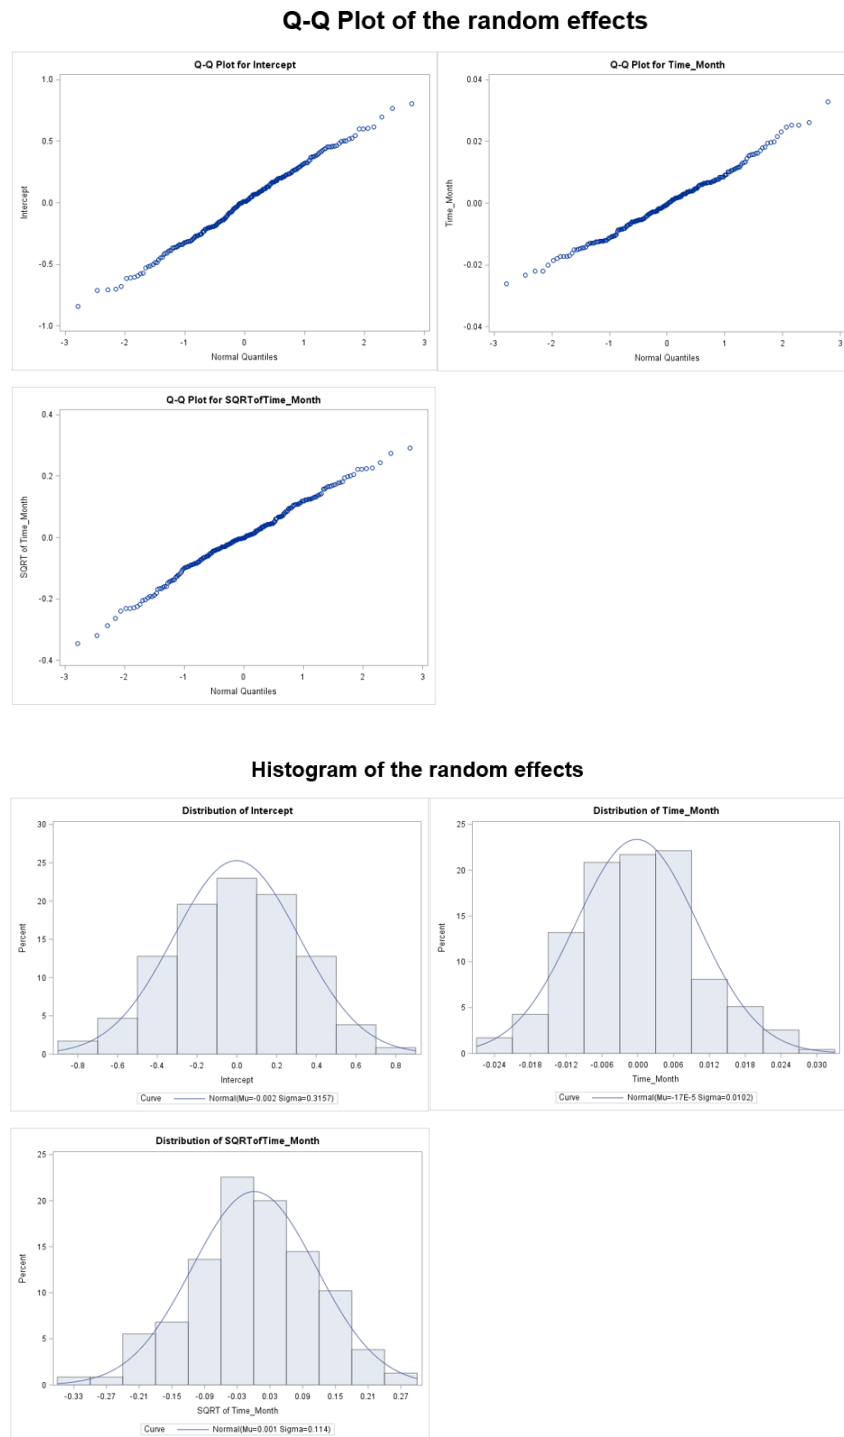 Q-Q Plot of the random effects
Q-Q Plot for Intercept
1.0
0.5
0.0
-0.5
-1.0
Intercept
-3 -2 -1 0 1 2 3
Normal Quantiles
Q-Q Plot for Time_Month
0.04
0.02
0.00
-0.02
-0.04
Time_Month
-3 -2 -1 0 1 2 3
Normal Quantiles
Q-Q Plot for SQRTofTime_Month
0.4
0.2
0.0
-0.2
-0.4
SQRT of Time_Month
-3 -2 -1 0 1 2 3
Normal Quantiles
Histogram of the random effects
Distribution of Intercept
30
25
20
15
10
5
0
Percent
-0.8 -0.6 -0.4 -0.2 0.0 0.2 0.4 0.6 0.8
Intercept
Curve Normal(Mu=-0.002 Sigma=0.3157)
Distribution of Time_Month
25
20
15
10
5
0
Percent
-0.024 -0.018 -0.012 -0.006 0.000 0.006 0.012 0.018 0.024 0.030
Time_Month
Curve Normal(Mu=-17E-5 Sigma=0.0102)
Distribution of SQRTofTime_Month
25
20
15
10
5
0
Percent
-0.33 -0.27 -0.21 -0.15 -0.09 -0.03 0.03 0.09 0.15 0.21 0.27
SQRT of Time_Month
Curve Normal(Mu=0.001 Sigma=0.114)